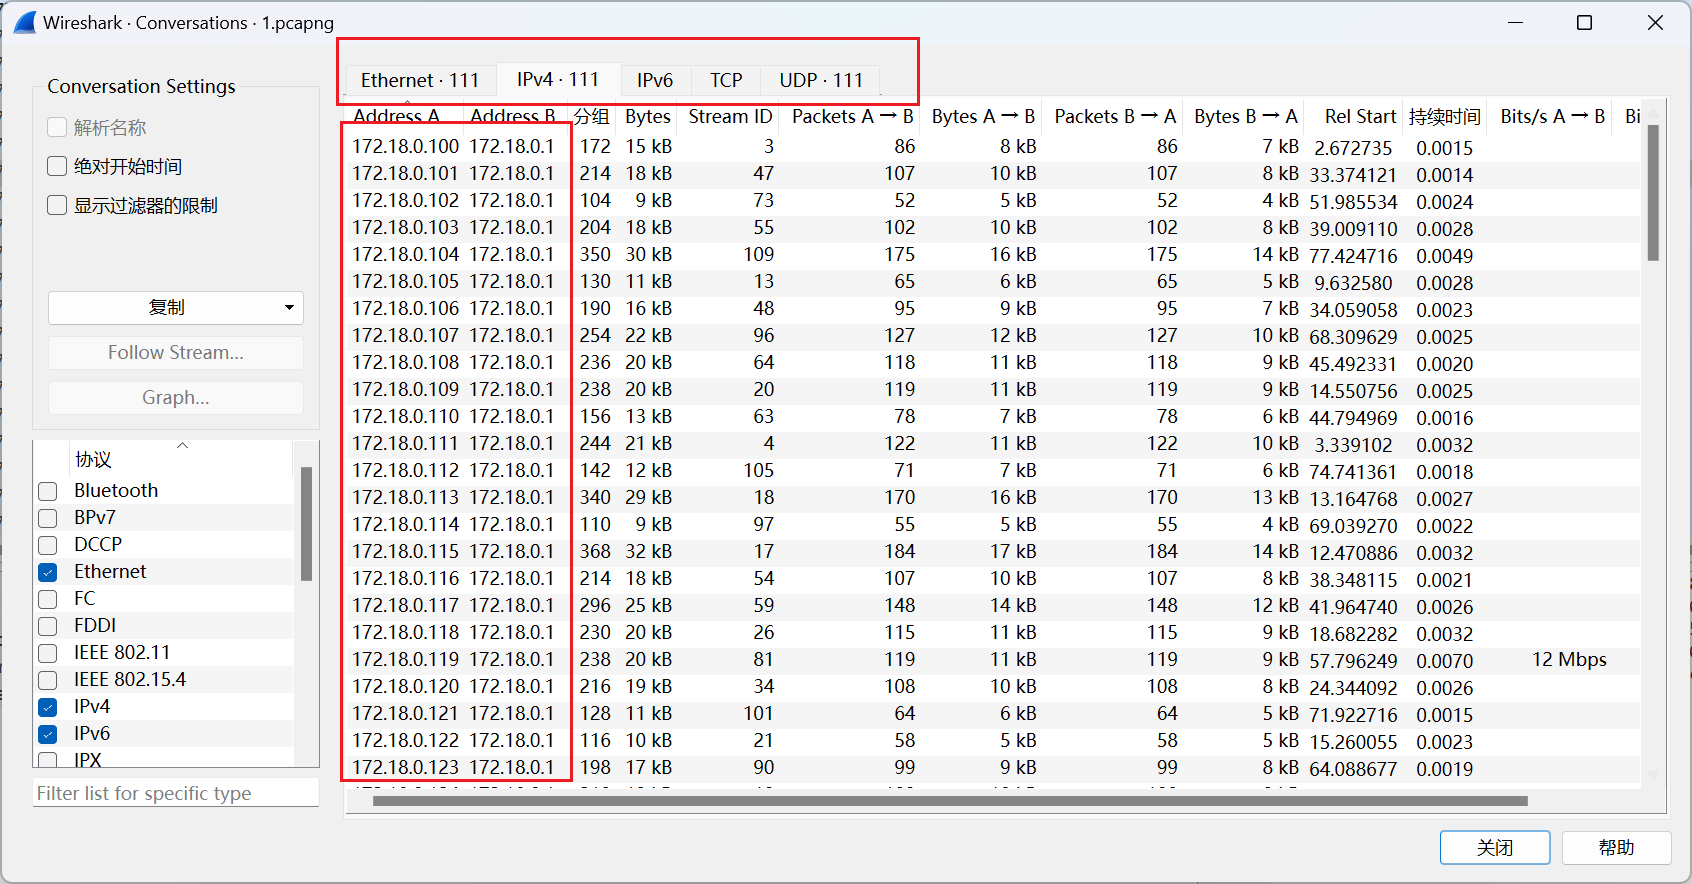 Wireshark · Conversations · 1.pcapng
Conversation Settings
解析名称
绝对开始时间
显示过滤器的限制
复制
Follow Stream...
Graph...
协议
Bluetooth
BPv7
DCCP
Ethernet
FC
FDDI
IEEE 802.11
IEEE 802.15.4
IPv4
IPv6
IPX
Filter list for specific type
Ethernet · 111 IPv4 · 111 IPv6 TCP UDP · 111
Address A Address B 分组 Bytes Stream ID Packets A → B Bytes A → B Packets B → A Bytes B → A Rel Start 持续时间 Bits/s A → B Bi
172.18.0.100 172.18.0.1 172 15 kB 3 86 8 kB 86 7 kB 2.672735 0.0015
172.18.0.101 172.18.0.1 214 18 kB 47 107 10 kB 107 8 kB 33.374121 0.0014
172.18.0.102 172.18.0.1 104 9 kB 73 52 5 kB 52 4 kB 51.985534 0.0024
172.18.0.103 172.18.0.1 204 18 kB 55 102 10 kB 102 8 kB 39.009110 0.0028
172.18.0.104 172.18.0.1 350 30 kB 109 175 16 kB 175 14 kB 77.424716 0.0049
172.18.0.105 172.18.0.1 130 11 kB 13 65 6 kB 65 5 kB 9.632580 0.0028
172.18.0.106 172.18.0.1 190 16 kB 48 95 9 kB 95 7 kB 34.059058 0.0023
172.18.0.107 172.18.0.1 254 22 kB 96 127 12 kB 127 10 kB 68.309629 0.0025
172.18.0.108 172.18.0.1 236 20 kB 64 118 11 kB 118 9 kB 45.492331 0.0020
172.18.0.109 172.18.0.1 238 20 kB 20 119 11 kB 119 9 kB 14.550756 0.0025
172.18.0.110 172.18.0.1 156 13 kB 63 78 7 kB 78 6 kB 44.794969 0.0016
172.18.0.111 172.18.0.1 244 21 kB 4 122 11 kB 122 10 kB 3.339102 0.0032
172.18.0.112 172.18.0.1 142 12 kB 105 71 7 kB 71 6 kB 74.741361 0.0018
172.18.0.113 172.18.0.1 340 29 kB 18 170 16 kB 170 13 kB 13.164768 0.0027
172.18.0.114 172.18.0.1 110 9 kB 97 55 5 kB 55 4 kB 69.039270 0.0022
172.18.0.115 172.18.0.1 368 32 kB 17 184 17 kB 184 14 kB 12.470886 0.0032
172.18.0.116 172.18.0.1 214 18 kB 54 107 10 kB 107 8 kB 38.348115 0.0021
172.18.0.117 172.18.0.1 296 25 kB 59 148 14 kB 148 12 kB 41.964740 0.0026
172.18.0.118 172.18.0.1 230 20 kB 26 115 11 kB 115 9 kB 18.682282 0.0032
172.18.0.119 172.18.0.1 238 20 kB 81 119 11 kB 119 9 kB 57.796249 0.0070 12 Mbps
172.18.0.120 172.18.0.1 216 19 kB 34 108 10 kB 108 8 kB 24.344092 0.0026
172.18.0.121 172.18.0.1 128 11 kB 101 64 6 kB 64 5 kB 71.922716 0.0015
172.18.0.122 172.18.0.1 116 10 kB 21 58 5 kB 58 5 kB 15.260055 0.0023
172.18.0.123 172.18.0.1 198 17 kB 90 99 9 kB 99 8 kB 64.088677 0.0019
关闭 帮助